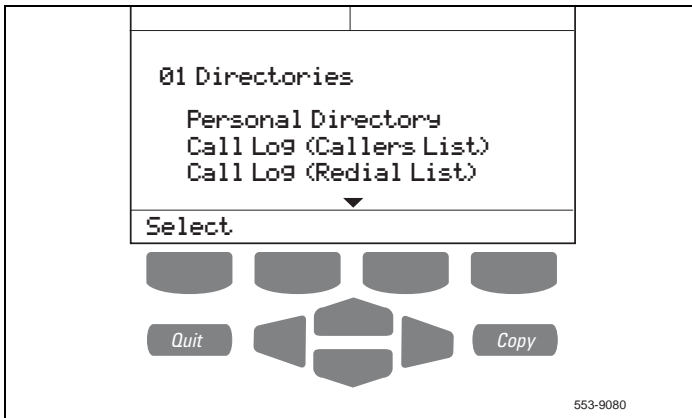 01 Directories
Personal Directory
Call Log (Callers List)
Call Log (Redial List)
Select
Quit
Copy
553-9080